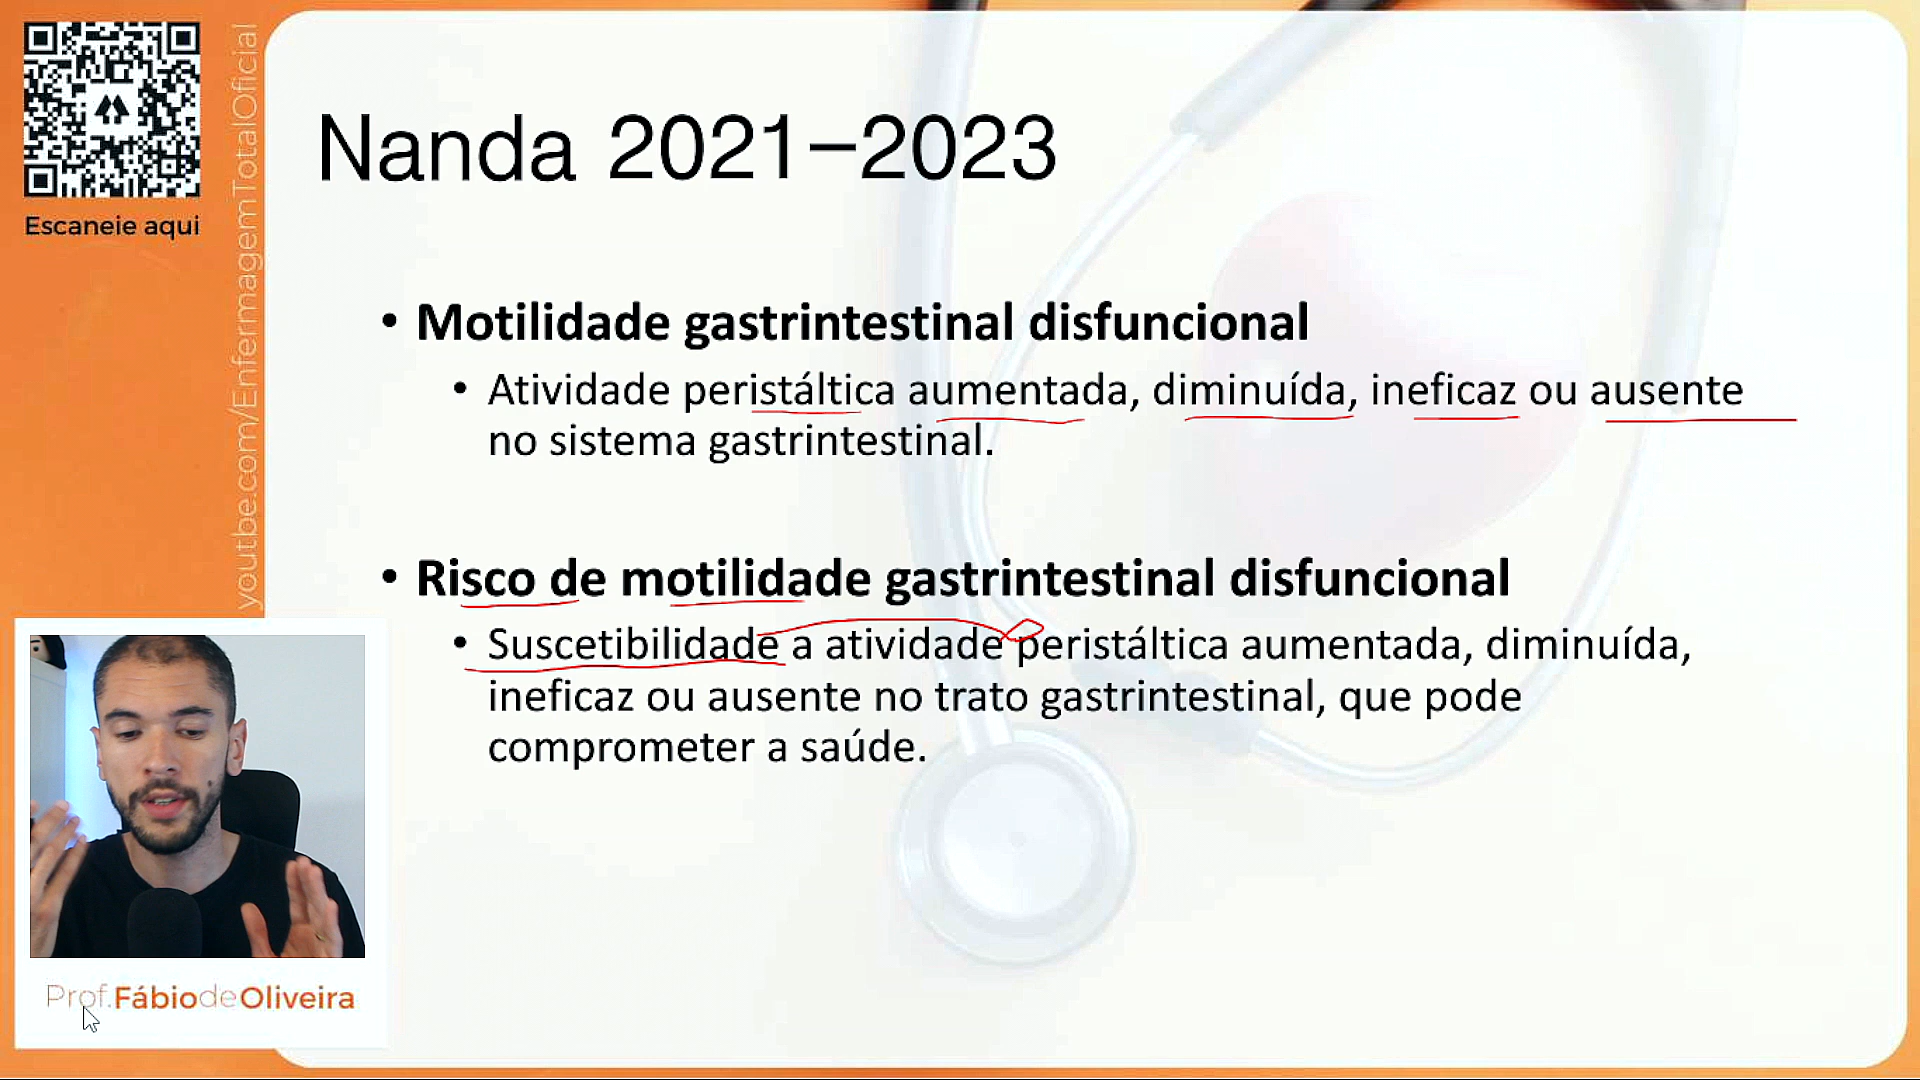 Escaneie aqui
youtbe.com/EnfermagemTotalOficial
Nanda 2021-2023
• Motilidade gastrintestinal disfuncional
• Atividade peristáltica aumentada, diminuída, ineficaz ou ausente
no sistema gastrintestinal.
• Risco de motilidade gastrintestinal disfuncional
• Suscetibilidade a atividade peristáltica aumentada, diminuída,
ineficaz ou ausente no trato gastrintestinal, que pode
comprometer a saúde.
Prof.FábiodeOliveira